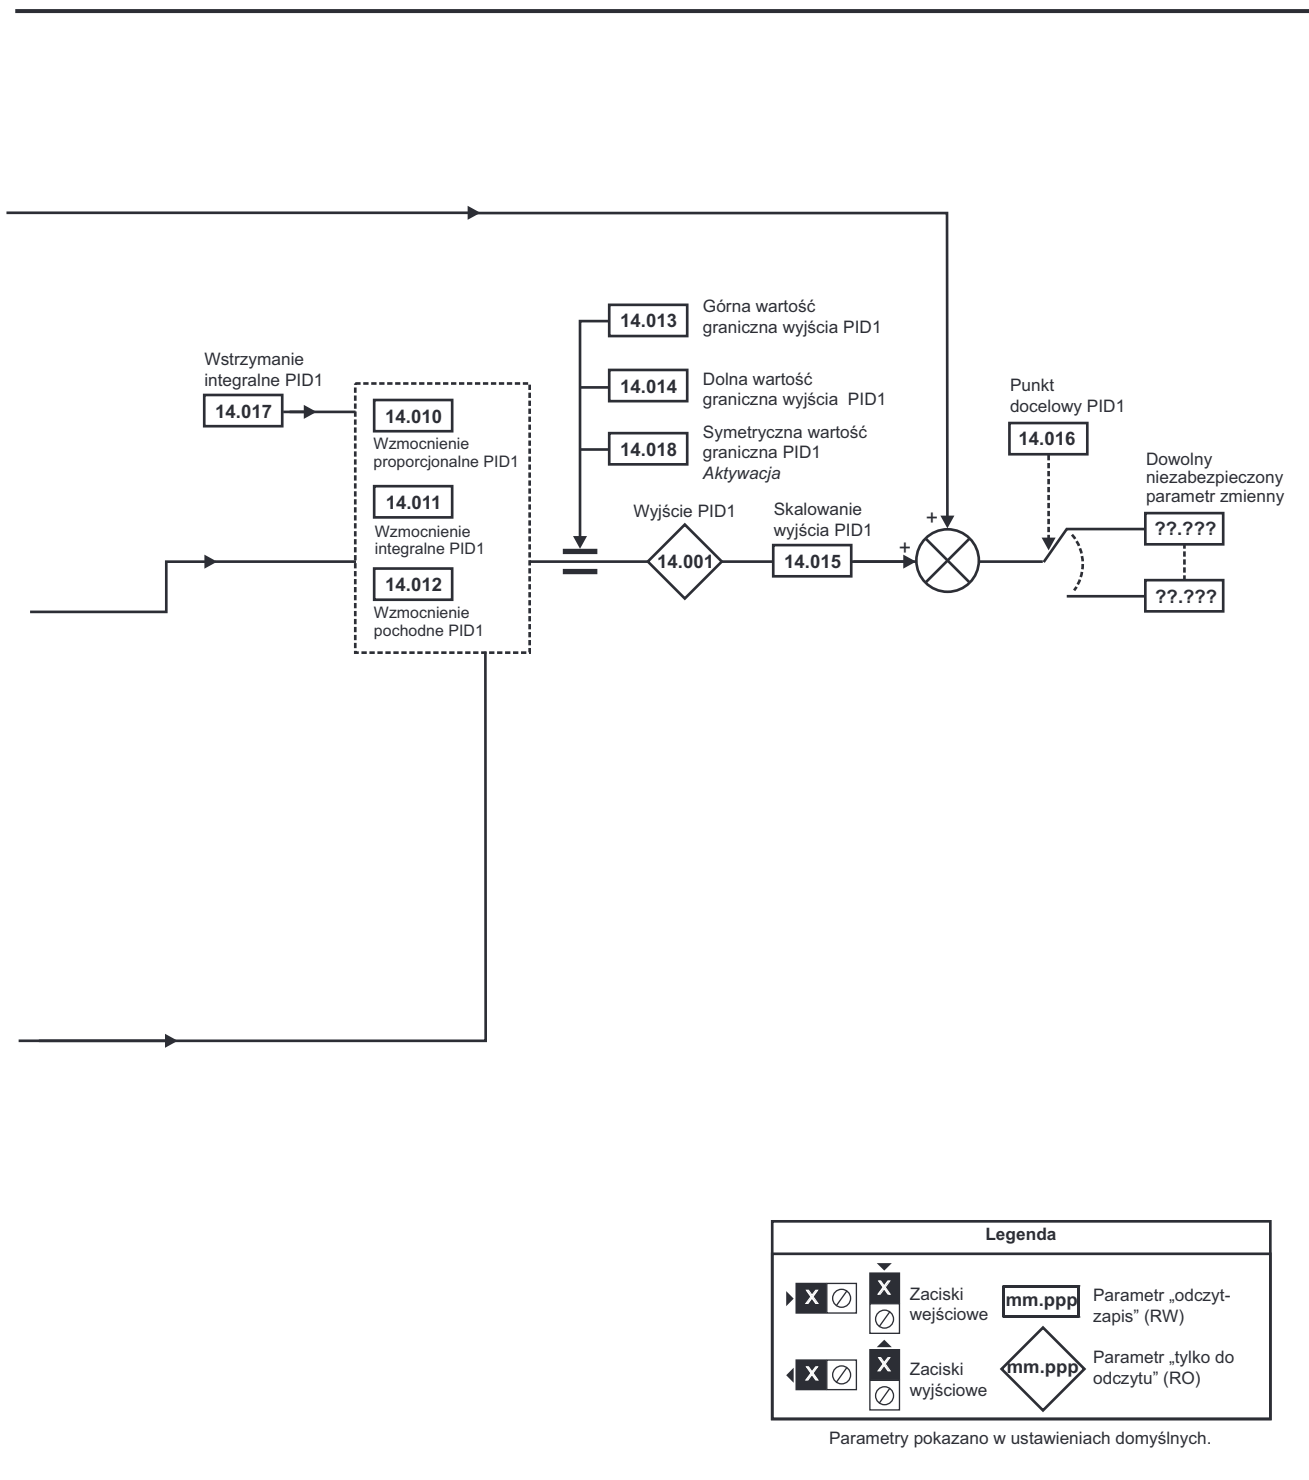 14.013
Górna wartość
graniczna wyjścia PID1
Wstrzymanie
integralne PID1
14.017
14.014
Dolna wartość
graniczna wyjścia  PID1
14.018
Symetryczna wartość
graniczna PID1
Aktywacja
14.010
Wzmocnienie
proporcjonalne PID1
14.011
Wzmocnienie
integralne PID1
14.012
Wzmocnienie
pochodne PID1
Wyjście PID1
14.001
Skalowanie
wyjścia PID1
14.015
+
+
Punkt
docelowy PID1
14.016
Dowolny
niezabezpieczony
parametr zmienny
??.???
??.???
Legenda
X
X
Zaciski
wejściowe
mm.ppp
Parametr „odczyt-
zapis” (RW)
X
X
Zaciski
wyjściowe
mm.ppp
Parametr „tylko do
odczytu” (RO)
Parametry pokazano w ustawieniach domyślnych.